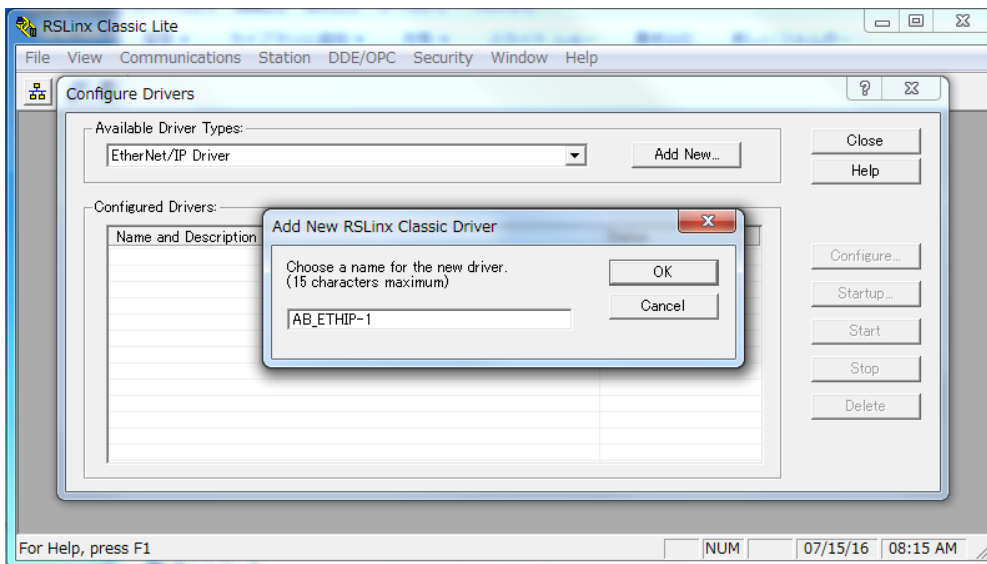 RSLinx Classic Lite
File View Communications Station DDE/OPC Security Window Help
Configure Drivers
Available Driver Types:
EtherNet/IP Driver
Add New...
Close
Help
Configured Drivers:
Name and Description
Status
Add New RSLinx Classic Driver
Choose a name for the new driver.
(15 characters maximum)
AB_ETHIP-1
OK
Cancel
Configure...
Startup...
Start
Stop
Delete
For Help, press F1
NUM
07/15/16
08:15 AM